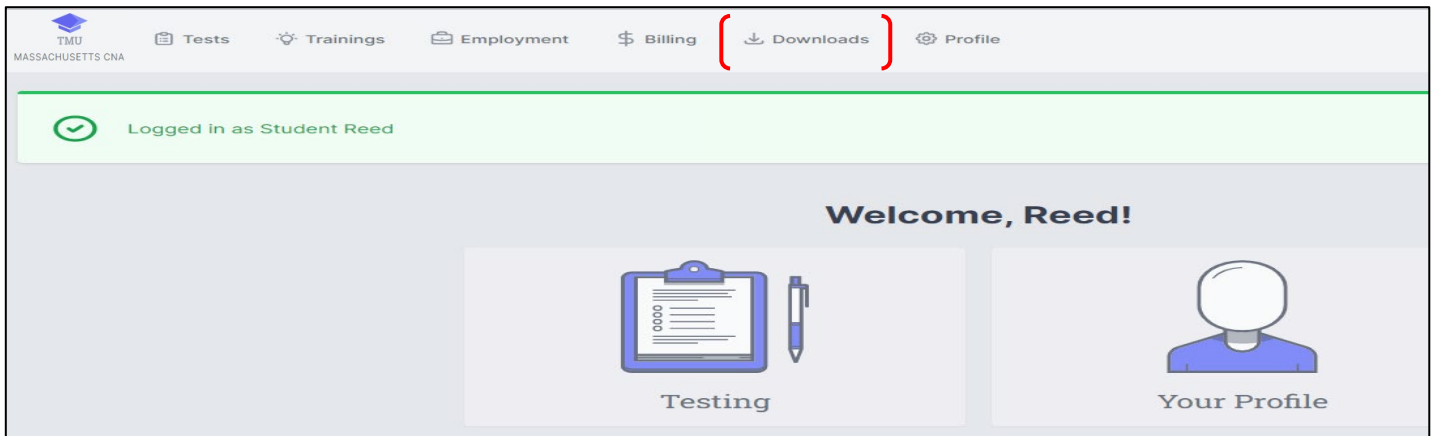 TMU
MASSACHUSETTS CNA
Tests
Trainings
Employment
$ Billing
Downloads
Profile
Logged in as Student Reed
Welcome, Reed!
Testing
Your Profile